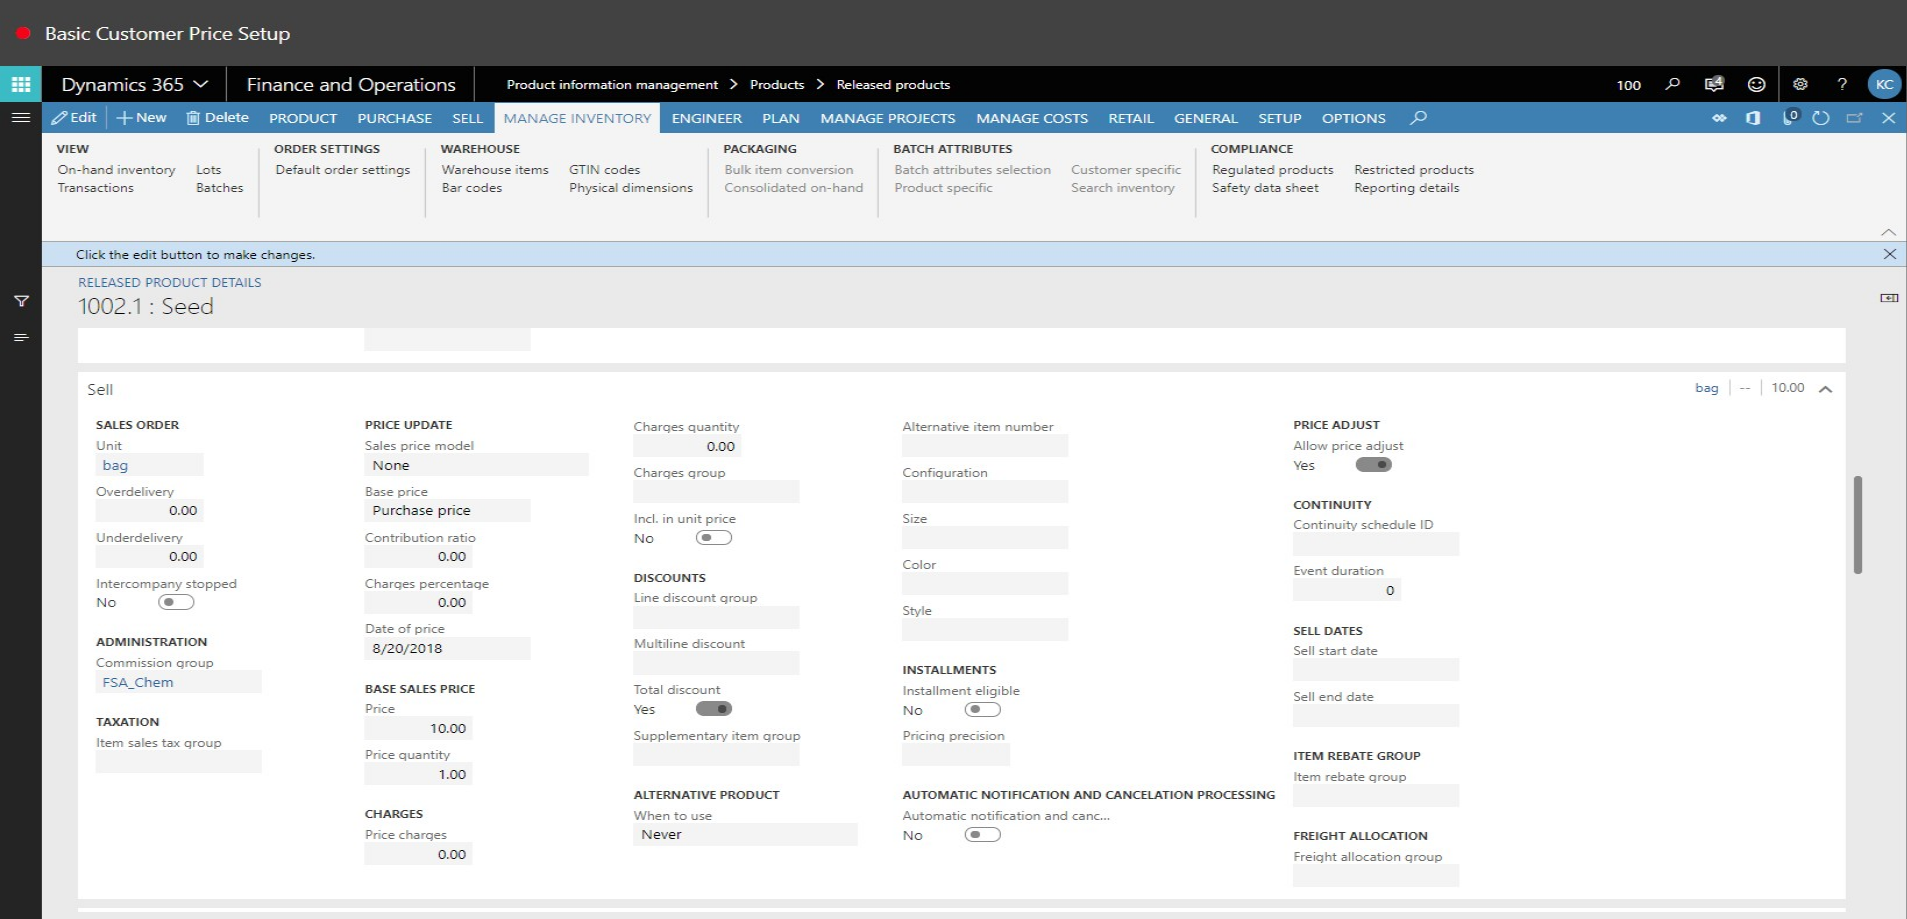 Basic Customer Price Setup
Dynamics 365
Finance and Operations
Product information management > Products > Released products
100
4
?
KC
Edit
New
Delete
PRODUCT
PURCHASE
SELL
MANAGE INVENTORY
ENGINEER
PLAN
MANAGE PROJECTS
MANAGE COSTS
RETAIL
GENERAL
SETUP
OPTIONS
0
VIEW
On-hand inventory
Transactions
Lots
Batches
ORDER SETTINGS
Default order settings
WAREHOUSE
Warehouse items
Bar codes
GTIN codes
Physical dimensions
PACKAGING
Bulk item conversion
Consolidated on-hand
BATCH ATTRIBUTES
Batch attributes selection
Product specific
Customer specific
Search inventory
COMPLIANCE
Regulated products
Safety data sheet
Restricted products
Reporting details
Click the edit button to make changes.
RELEASED PRODUCT DETAILS
1002.1 : Seed
Sell
bag | -- | 10.00
SALES ORDER
Unit
bag
Overdelivery
0.00
Underdelivery
0.00
Intercompany stopped
No
ADMINISTRATION
Commission group
FSA_Chem
TAXATION
Item sales tax group
PRICE UPDATE
Sales price model
None
Base price
Purchase price
Contribution ratio
0.00
Charges percentage
0.00
Date of price
8/20/2018
BASE SALES PRICE
Price
10.00
Price quantity
1.00
CHARGES
Price charges
0.00
Charges quantity
0.00
Charges group
Incl. in unit price
No
DISCOUNTS
Line discount group
Multiline discount
Total discount
Yes
Supplementary item group
ALTERNATIVE PRODUCT
When to use
Never
Alternative item number
Configuration
Size
Color
Style
INSTALLMENTS
Installment eligible
No
Pricing precision
AUTOMATIC NOTIFICATION AND CANCELATION PROCESSING
Automatic notification and canc...
No
PRICE ADJUST
Allow price adjust
Yes
CONTINUITY
Continuity schedule ID
Event duration
0
SELL DATES
Sell start date
Sell end date
ITEM REBATE GROUP
Item rebate group
FREIGHT ALLOCATION
Freight allocation group